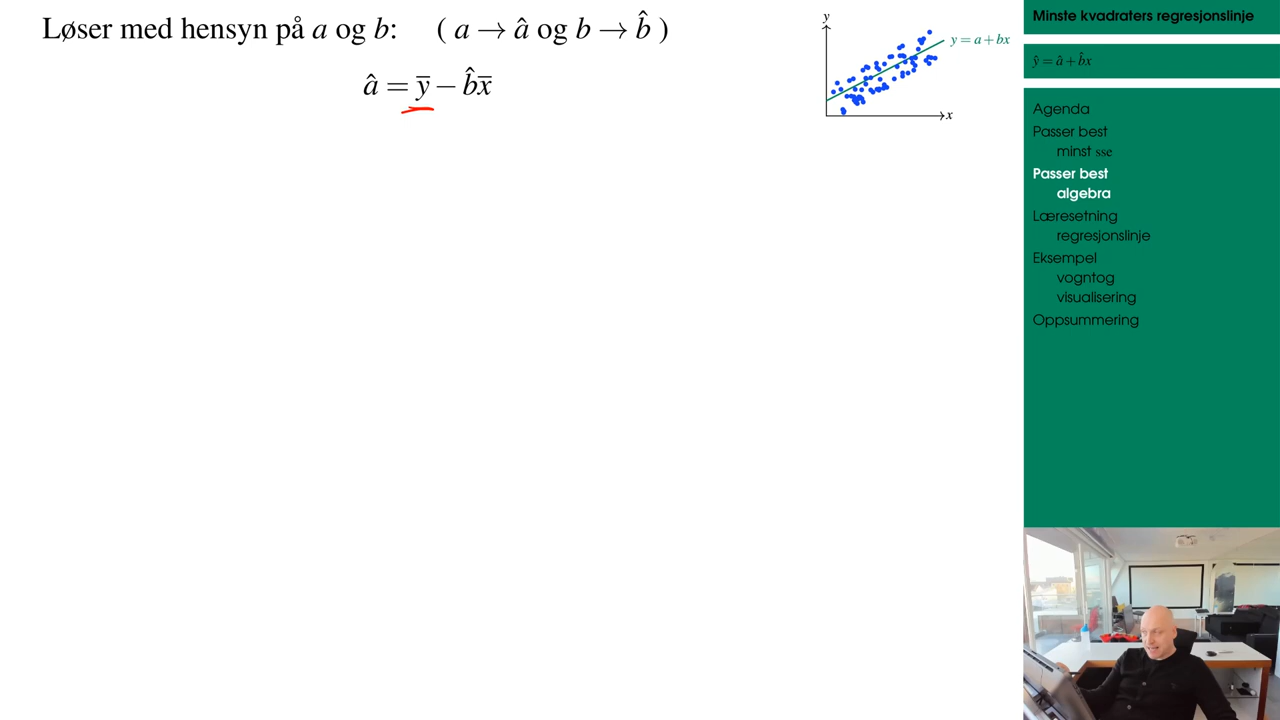 Løser med hensyn på a og b: ( a → â og b → b̂ )
â = y̅ − b̂x̅
y
y = a + bx
x
Minste kvadraters regresjonslinje
ŷ = â + b̂x
Agenda
Passer best
minst sse
Passer best
algebra
Læresetning
regresjonslinje
Eksempel
vogntog
visualisering
Oppsummering